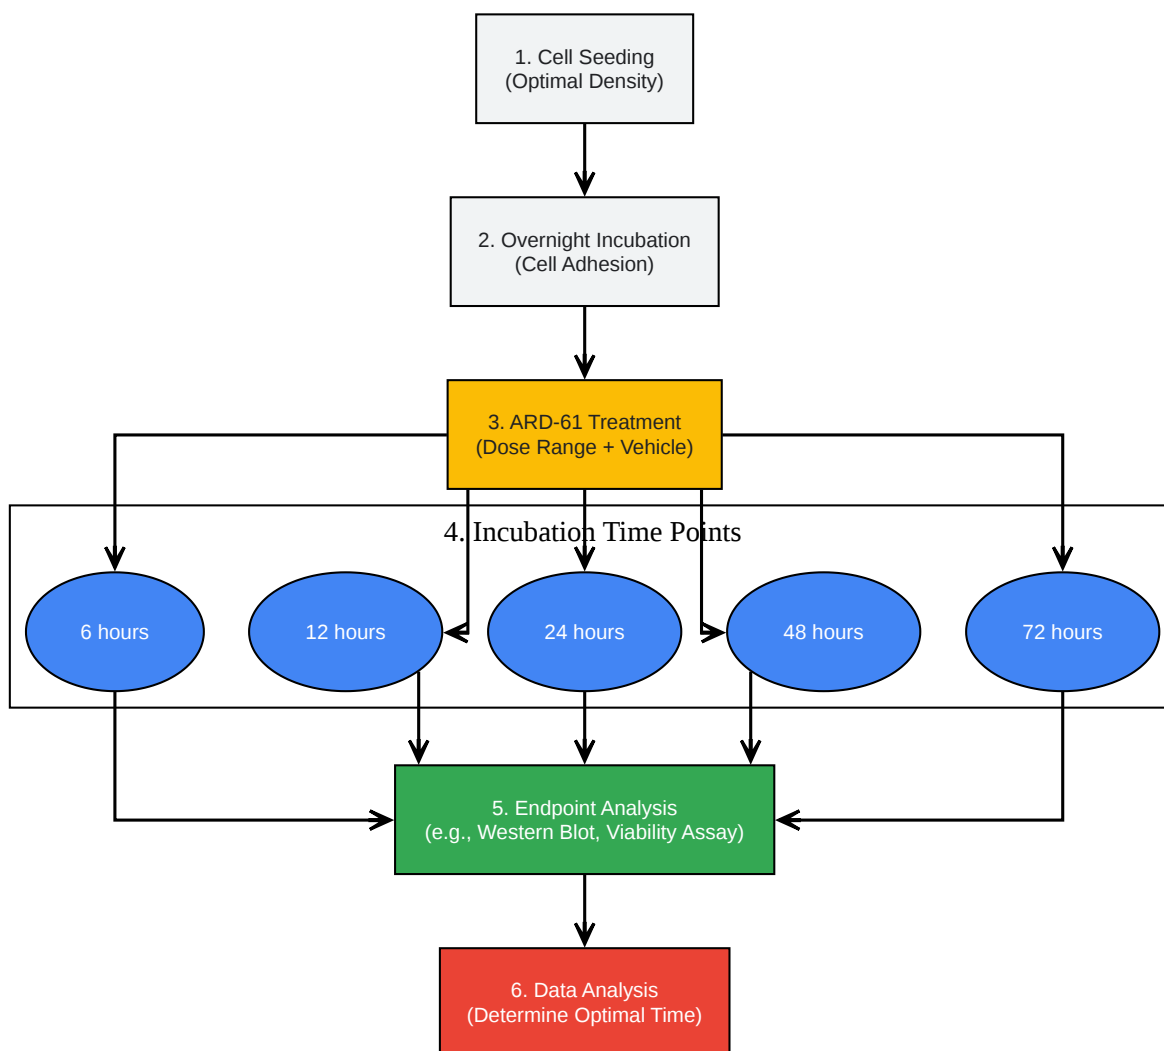 1. Cell Seeding
(Optimal Density)
2. Overnight Incubation
(Cell Adhesion)
3. ARD-61 Treatment
(Dose Range + Vehicle)
4. Incubation Time Points
6 hours
12 hours
24 hours
48 hours
72 hours
5. Endpoint Analysis
(e.g., Western Blot, Viability Assay)
6. Data Analysis
(Determine Optimal Time)